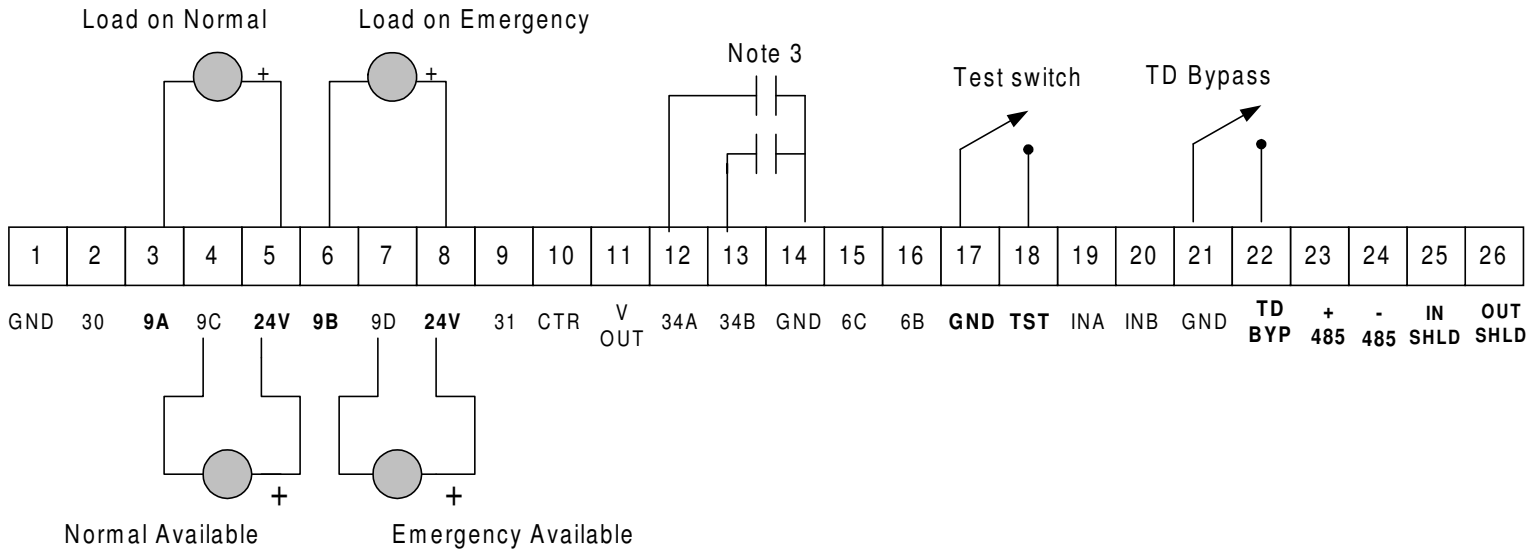 Load on Normal
Load on Emergency
Note 3
Test switch
TD Bypass
+
+
1 2 3 4 5 6 7 8 9 10 11 12 13 14 15 16 17 18 19 20 21 22 23 24 25 26
GND 30 9A 9C 24V 9B 9D 24V 31 CTR V OUT 34A 34B GND 6C 6B GND TST INA INB GND TD BYP + 485 - 485 IN SHLD OUT SHLD
+
+
Normal Available
Emergency Available